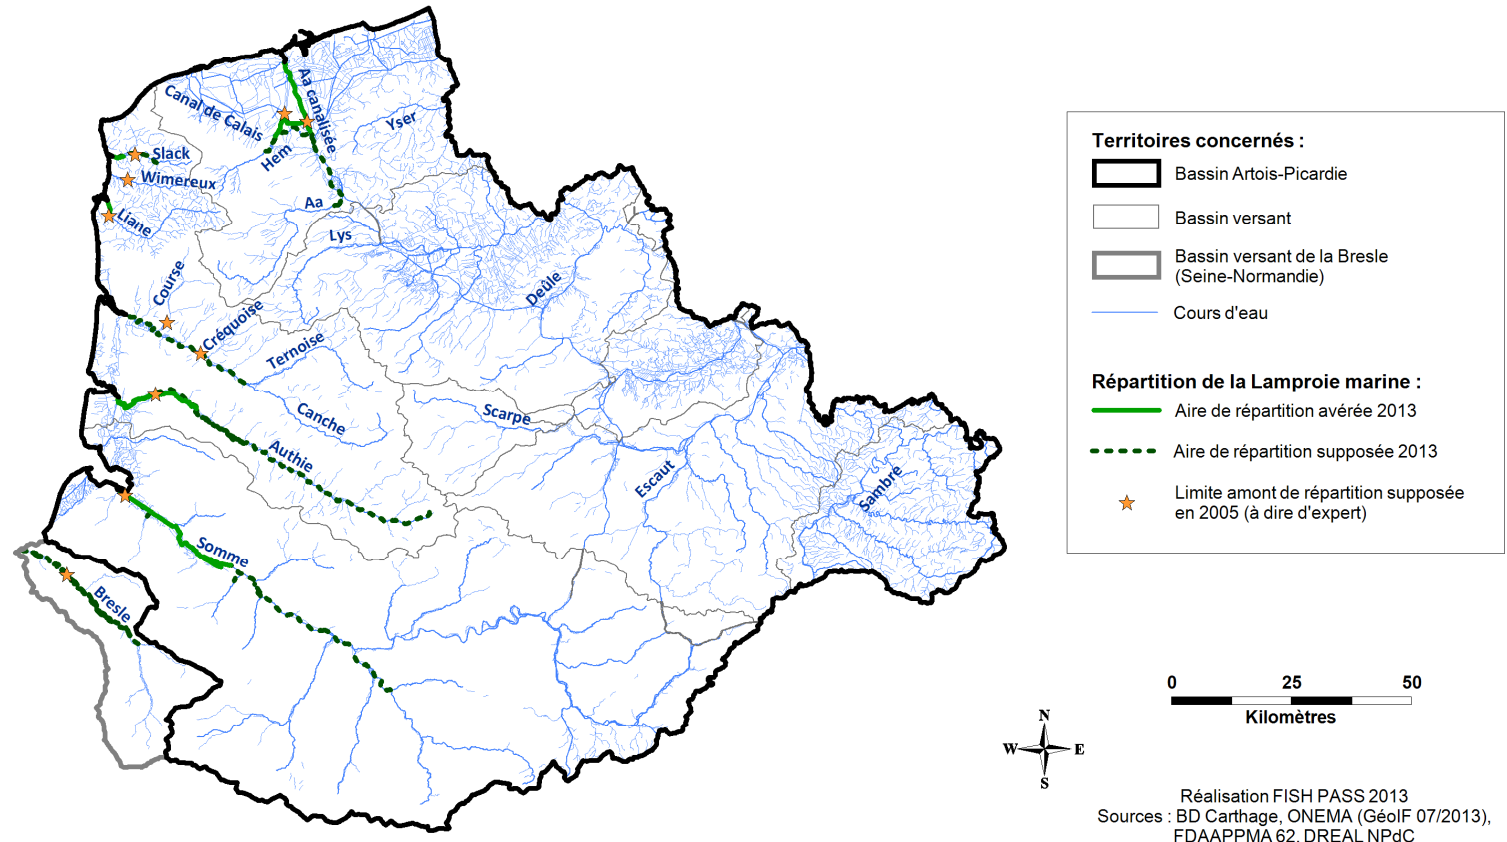 Aa canalisée
Canal de Calais
Yser
Hem
Slack
Wimereux
Aa
Liane
Lys
Course
Deûle
Créquoise
Ternoise
Canche
Scarpe
Authie
Escaut
Sambre
Somme
Bresle
Territoires concernés :
Bassin Artois-Picardie
Bassin versant
Bassin versant de la Bresle
(Seine-Normandie)
Cours d'eau
Répartition de la Lamproie marine :
Aire de répartition avérée 2013
Aire de répartition supposée 2013
Limite amont de répartition supposée
en 2005 (à dire d'expert)
0 25 50
Kilomètres
N
W E
S
Réalisation FISH PASS 2013
Sources : BD Carthage, ONEMA (GéoIF 07/2013),
FDAAPPMA 62, DREAL NPdC